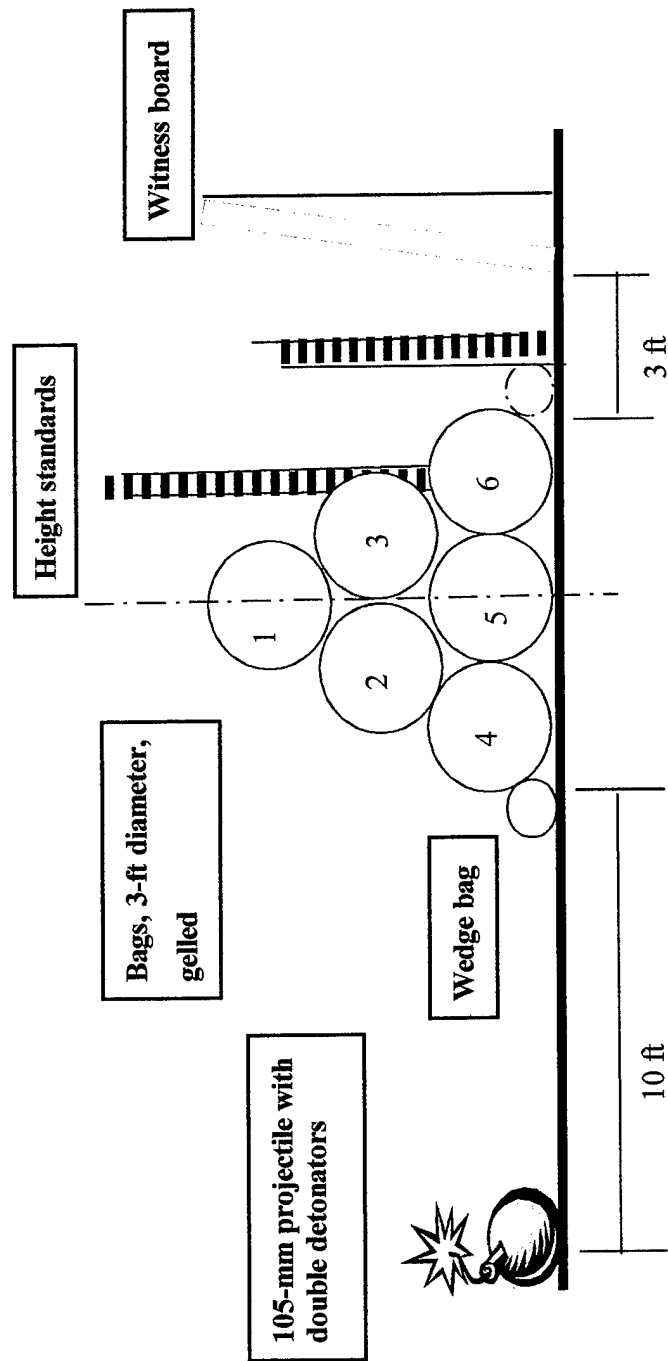 Height standards
Witness board
Bags, 3-ft diameter,
gelled
105-mm projectile with
double detonators
Wedge bag
1
2
3
4
5
6
10 ft
3 ft